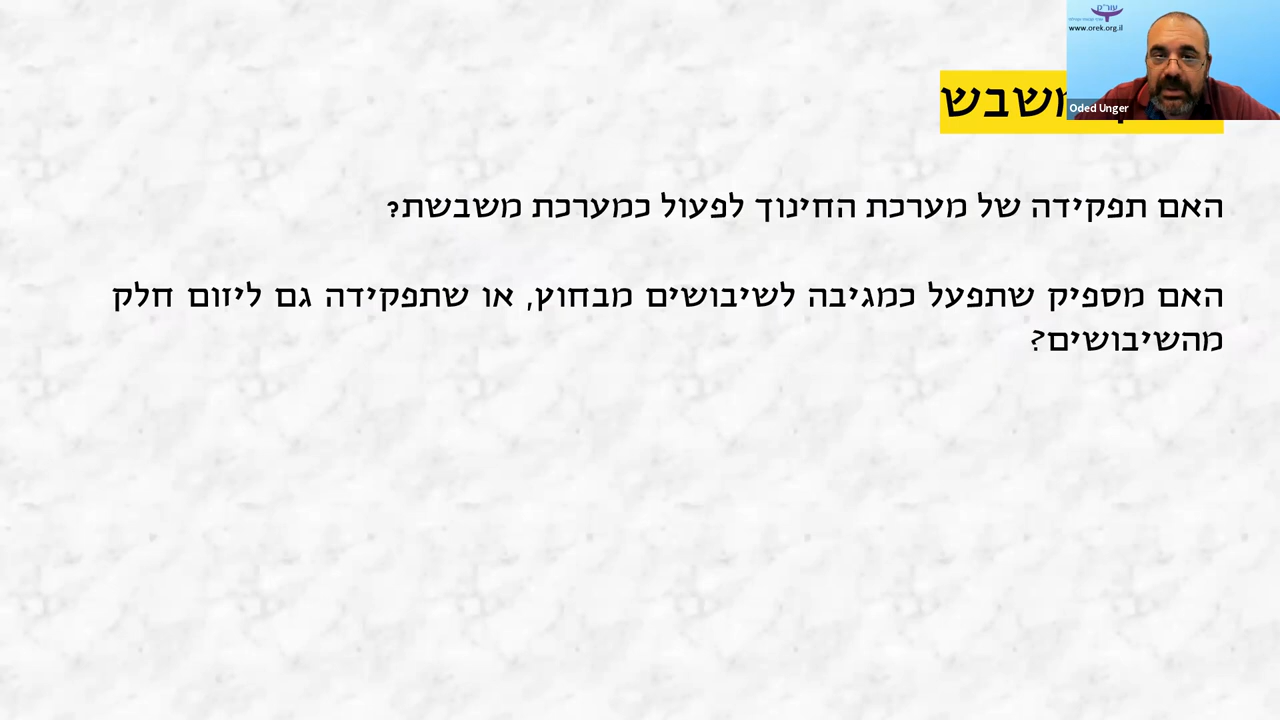 עור"ק
www.orek.org.il
Oded Unger
משבש
האם תפקידה של מערכת החינוך לפעול כמערכת משבשת?
האם מספיק שתפעל כמגיבה לשיבושים מבחוץ, או שתפקידה גם ליזום חלק
מהשיבושים?